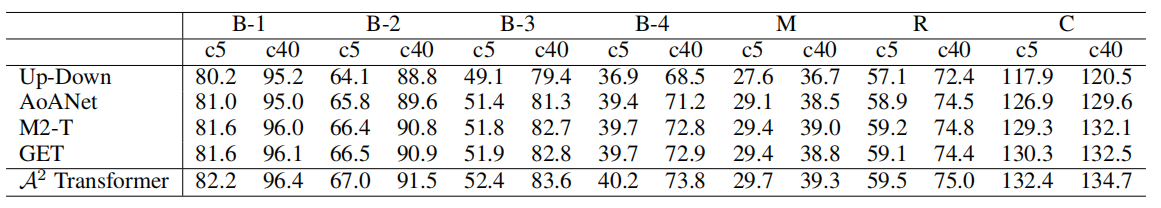 B-1 B-2 B-3 B-4 M R C
c5 c40 c5 c40 c5 c40 c5 c40 c5 c40 c5 c40 c5 c40
Up-Down 80.2 95.2 64.1 88.8 49.1 79.4 36.9 68.5 27.6 36.7 57.1 72.4 117.9 120.5
AoANet 81.0 95.0 65.8 89.6 51.4 81.3 39.4 71.2 29.1 38.5 58.9 74.5 126.9 129.6
M2-T 81.6 96.0 66.4 90.8 51.8 82.7 39.7 72.8 29.4 39.0 59.2 74.8 129.3 132.1
GET 81.6 96.1 66.5 90.9 51.9 82.8 39.7 72.9 29.4 38.8 59.1 74.4 130.3 132.5
𝒜² Transformer 82.2 96.4 67.0 91.5 52.4 83.6 40.2 73.8 29.7 39.3 59.5 75.0 132.4 134.7